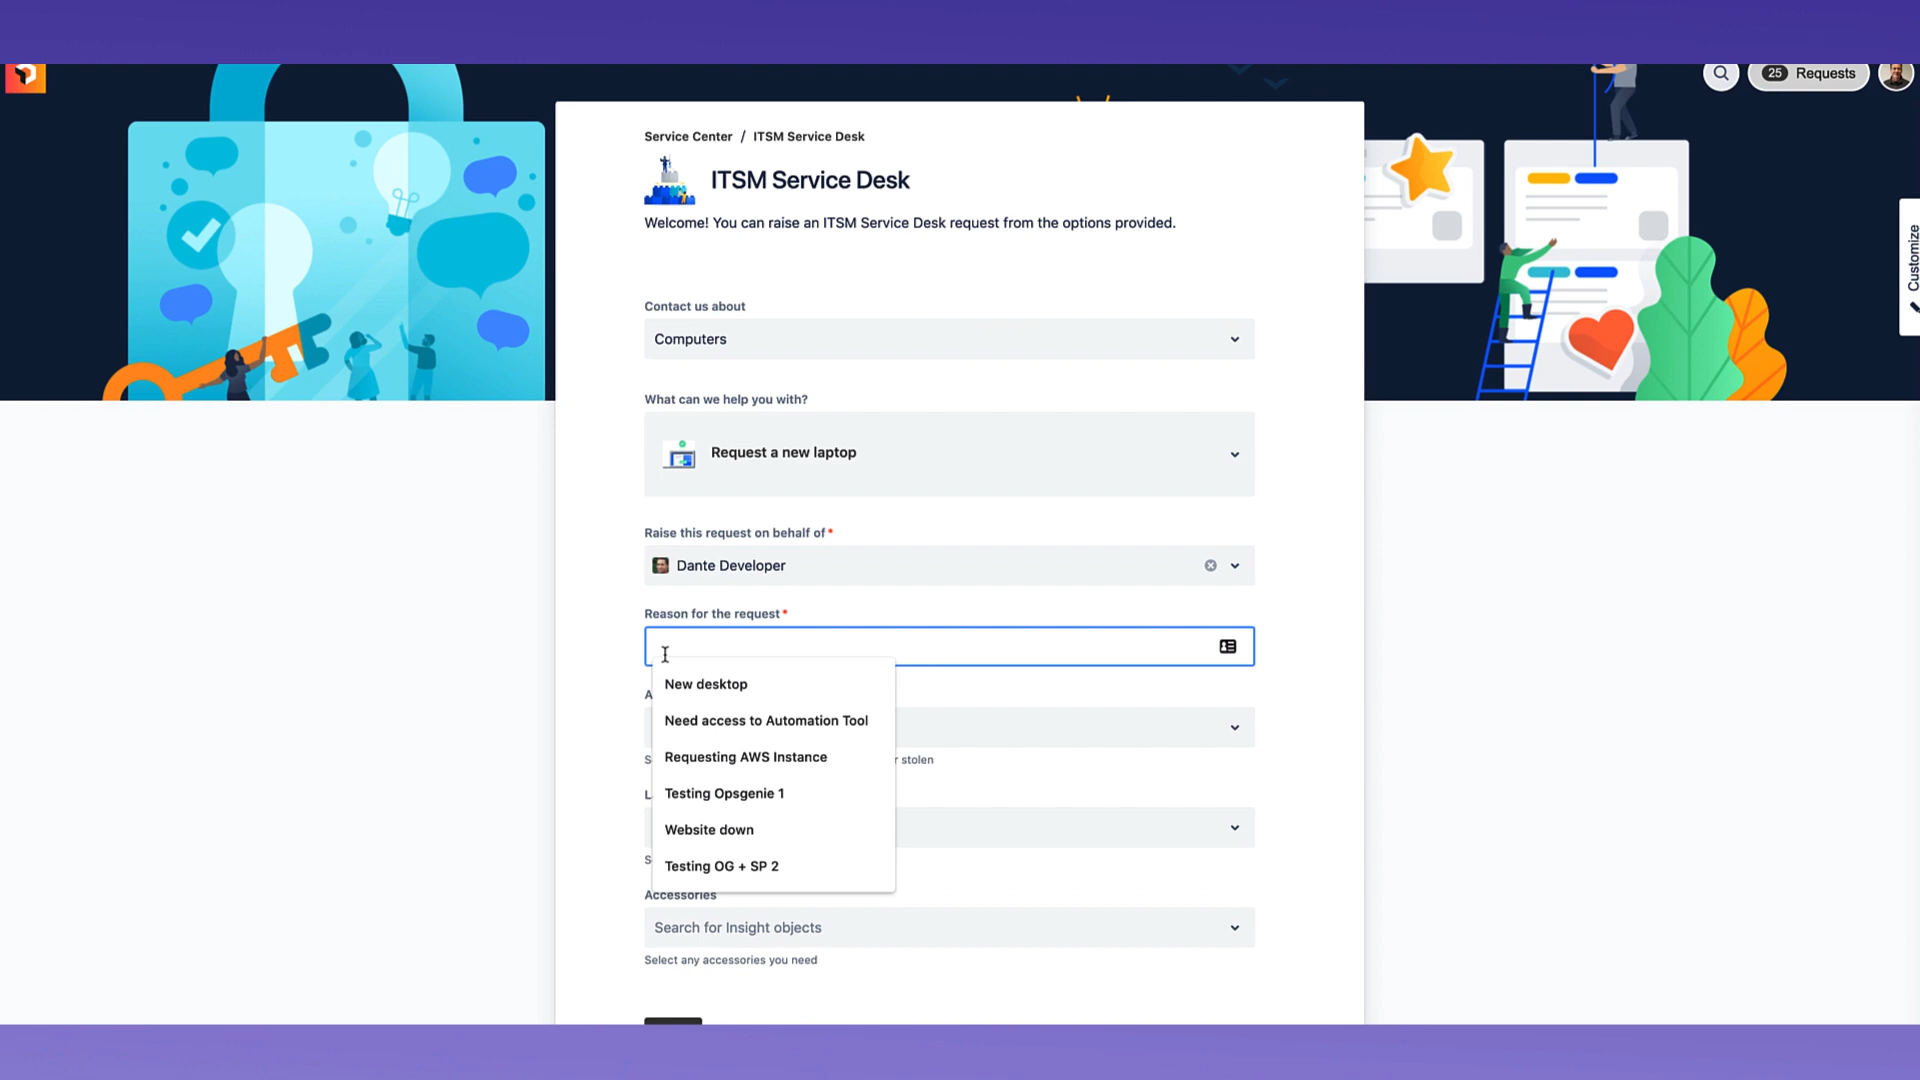 25 Requests
Customize
Service Center / ITSM Service Desk
ITSM Service Desk
Welcome! You can raise an ITSM Service Desk request from the options provided.
Contact us about
Computers
What can we help you with?
Request a new laptop
Raise this request on behalf of *
Dante Developer
Reason for the request *
New desktop
Need access to Automation Tool
Requesting AWS Instance
stolen
Testing Opsgenie 1
Website down
Testing OG + SP 2
Accessories
Search for Insight objects
Select any accessories you need